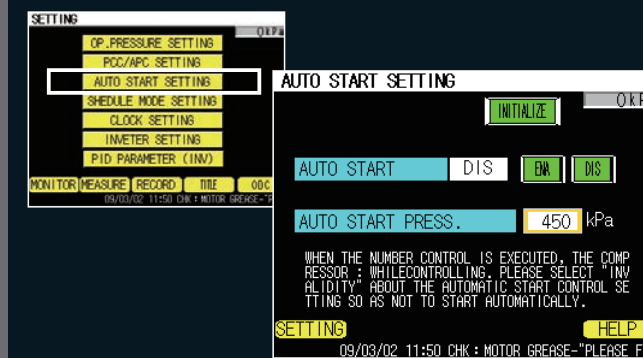 SETTING
0kPa
OP.PRESSURE SETTING
PCC/APC SETTING
AUTO START SETTING
SHEDULE MODE SETTING
CLOCK SETTING
INVETER SETTING
PID PARAMETER (INV)
MONITOR MEASURE RECORD TITLE ODC
09/03/02 11:50 CHK:MOTOR GREASE-"P
AUTO START SETTING
0kP
INITIALIZE
AUTO START DIS ENA DIS
AUTO START PRESS. 450 kPa
WHEN THE NUMBER CONTROL IS EXECUTED, THE COMP
RESSOR : WHILECONTROLLING. PLEASE SELECT "INV
ALIDITY" ABOUT THE AUTOMATIC START CONTROL SE
TTING SO AS NOT TO START AUTOMATICALLY.
SETTING HELP
09/03/02 11:50 CHK:MOTOR GREASE-"PLEASE F